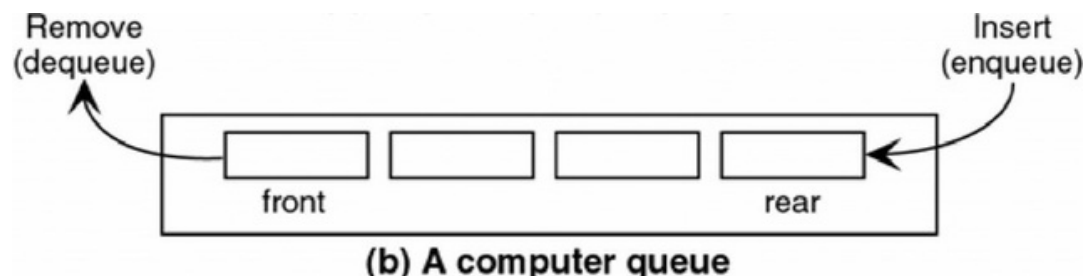 Remove
(dequeue)
Insert
(enqueue)
front
rear
(b) A computer queue